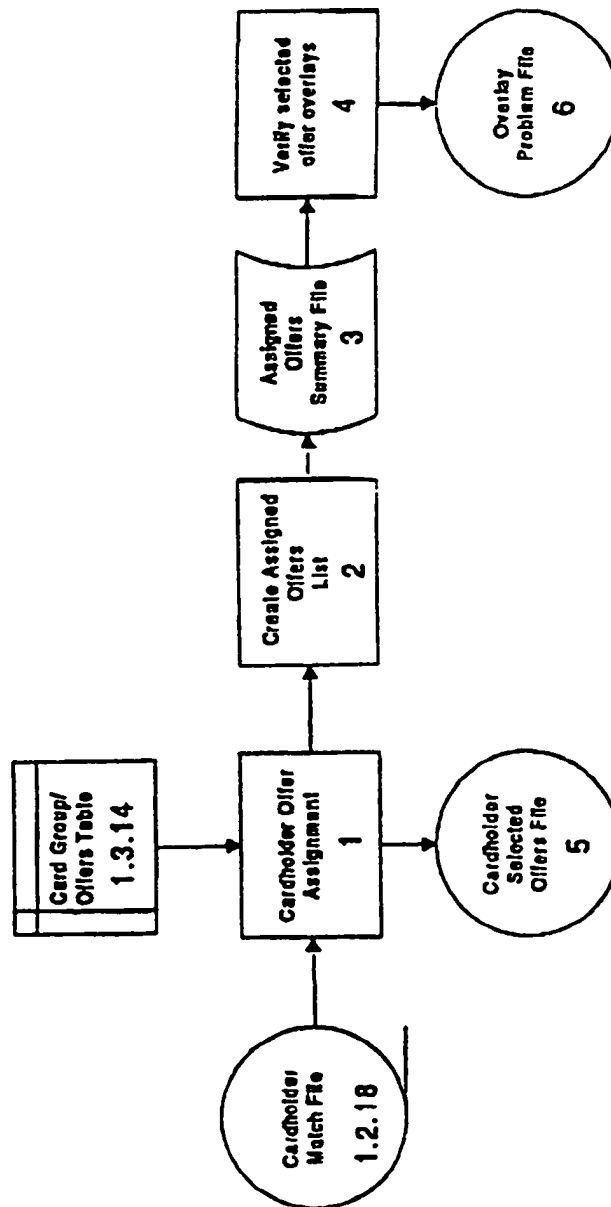 Card Group/
Offers Table
1.3.14
Cardholder
Match File
1.2.18
Cardholder Offer
Assignment
1
Create Assigned
Offers
List
2
Assigned
Offers
Summary File
3
Verify selected
offer overlays
4
Cardholder
Selected
Offers File
5
Overlay
Problem File
6